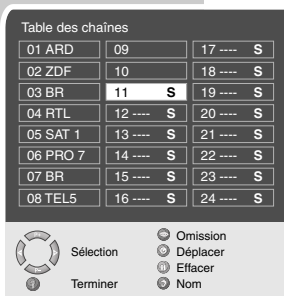 Table des chaînes
01 ARD 09 17 ---- S
02 ZDF 10 18 ---- S
03 BR 11 S 19 ---- S
04 RTL 12 ---- S 20 ---- S
05 SAT 1 13 ---- S 21 ---- S
06 PRO 7 14 ---- S 22 ---- S
07 BR 15 ---- S 23 ---- S
08 TEL5 16 ---- S 24 ---- S
Omission
Sélection Déplacer
Effacer
Terminer Nom